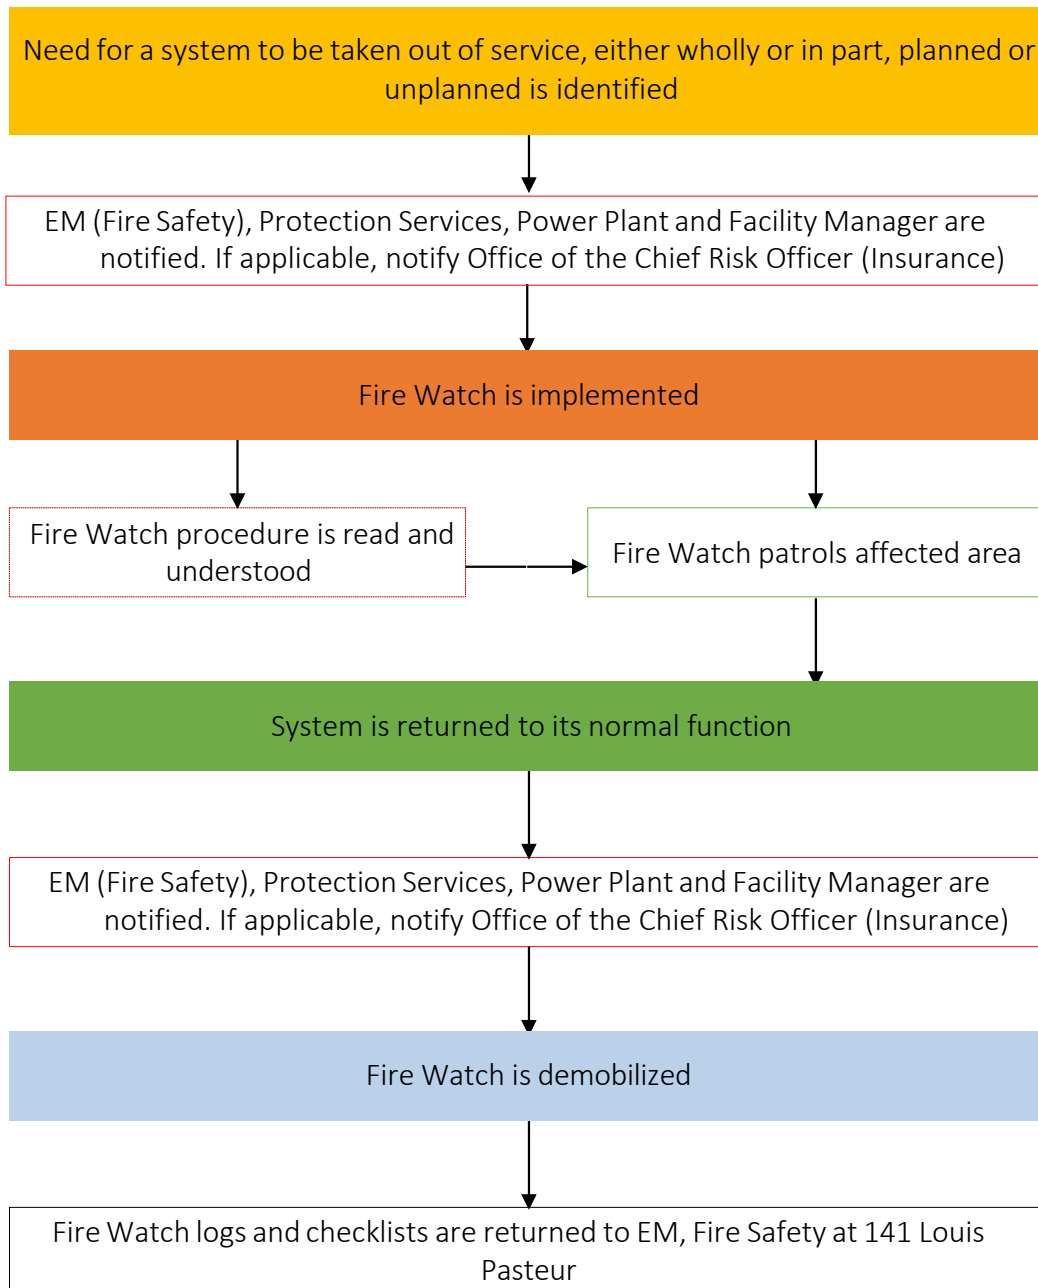 Need for a system to be taken out of service, either wholly or in part, planned or
unplanned is identified
EM (Fire Safety), Protection Services, Power Plant and Facility Manager are
notified. If applicable, notify Office of the Chief Risk Officer (Insurance)
Fire Watch is implemented
Fire Watch procedure is read and
understood
Fire Watch patrols affected area
System is returned to its normal function
EM (Fire Safety), Protection Services, Power Plant and Facility Manager are
notified. If applicable, notify Office of the Chief Risk Officer (Insurance)
Fire Watch is demobilized
Fire Watch logs and checklists are returned to EM, Fire Safety at 141 Louis
Pasteur